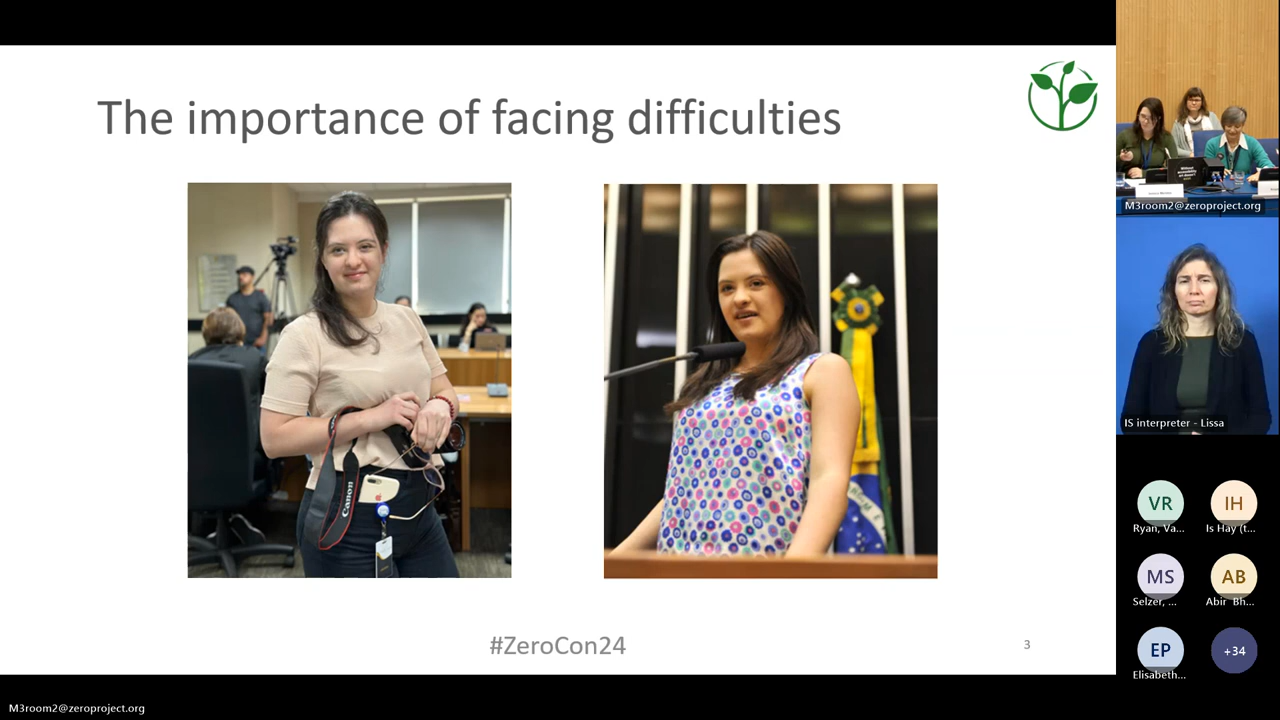 The importance of facing difficulties
Canon
#ZeroCon24
3
M3room2@zeroproject.org
IS interpreter - Lissa
VR
Ryan, Va...
IH
Is Hay (t...
MS
Selzer, ...
AB
Abir Bh...
EP
Elisabeth...
+34
M3room2@zeroproject.org